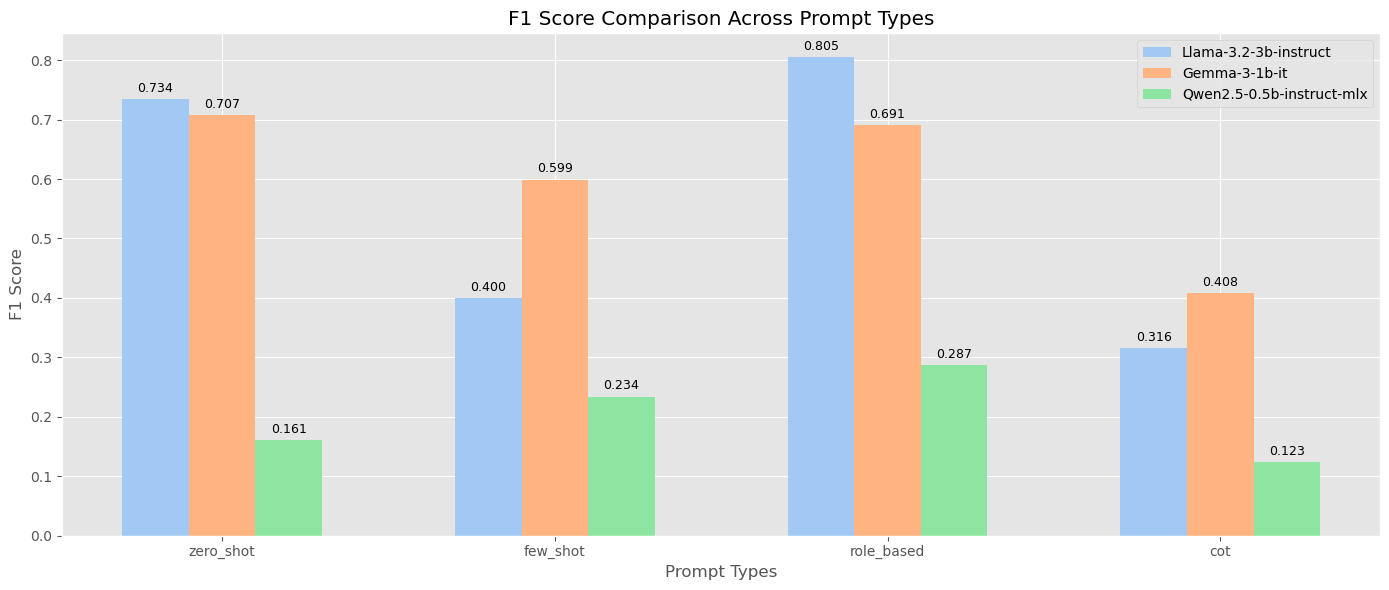 F1 Score Comparison Across Prompt Types
Llama-3.2-3b-instruct
Gemma-3-1b-it
Qwen2.5-0.5b-instruct-mlx
F1 Score
0.8
0.7
0.6
0.5
0.4
0.3
0.2
0.1
0.0
0.734
0.707
0.161
0.400
0.599
0.234
0.805
0.691
0.287
0.316
0.408
0.123
zero_shot
few_shot
role_based
cot
Prompt Types